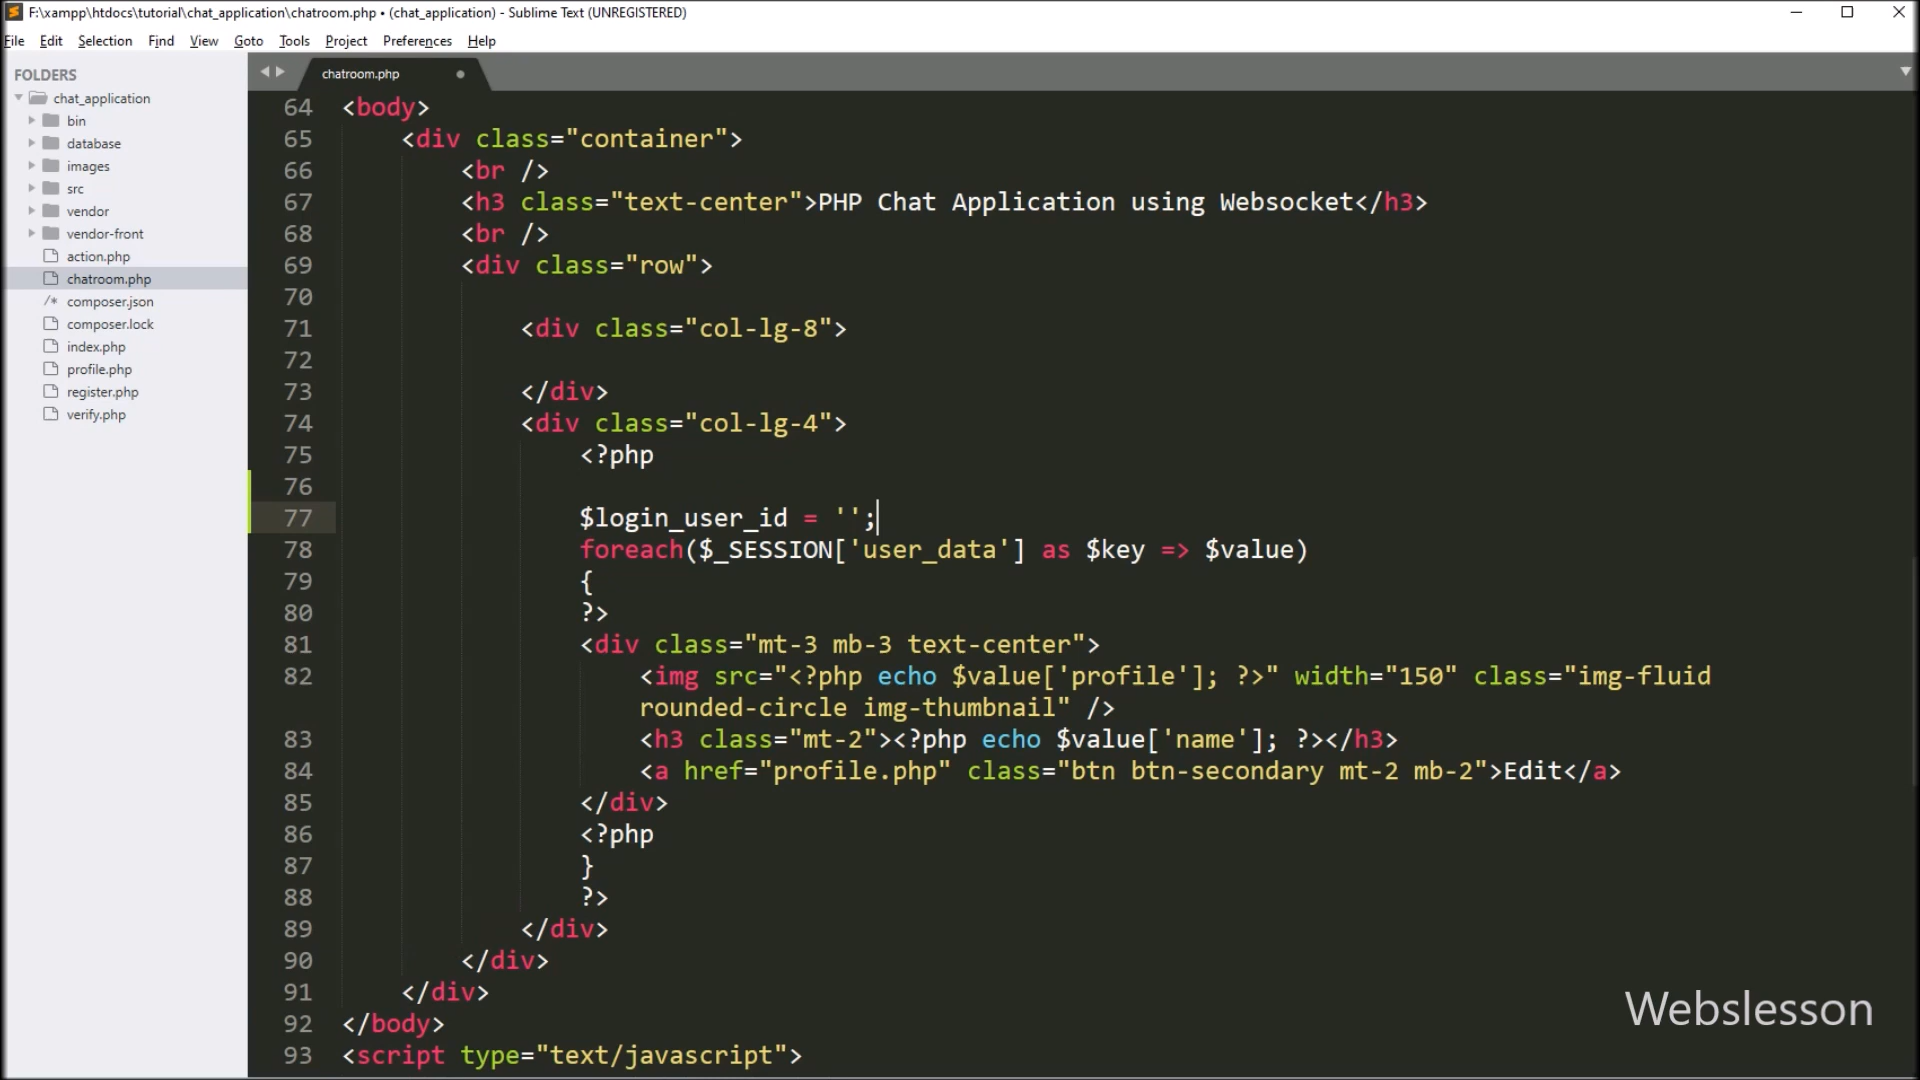 F:\xampp\htdocs\tutorial\chat_application\chatroom.php • (chat_application) - Sublime Text (UNREGISTERED)
File Edit Selection Find View Goto Tools Project Preferences Help
FOLDERS
chat_application
bin
database
images
src
vendor
vendor-front
action.php
chatroom.php
/* composer.json
composer.lock
index.php
profile.php
register.php
verify.php
chatroom.php
64 <body>
65 <div class="container">
66 <br />
67 <h3 class="text-center">PHP Chat Application using Websocket</h3>
68 <br />
69 <div class="row">
70
71 <div class="col-lg-8">
72
73 </div>
74 <div class="col-lg-4">
75 <?php
76
77 $login_user_id = '';
78 foreach($_SESSION['user_data'] as $key => $value)
79 {
80 ?>
81 <div class="mt-3 mb-3 text-center">
82 <img src="<?php echo $value['profile']; ?>" width="150" class="img-fluid
rounded-circle img-thumbnail" />
83 <h3 class="mt-2"><?php echo $value['name']; ?></h3>
84 <a href="profile.php" class="btn btn-secondary mt-2 mb-2">Edit</a>
85 </div>
86 <?php
87 }
88 ?>
89 </div>
90 </div>
91 </div>
92 </body>
93 <script type="text/javascript">
Webslesson